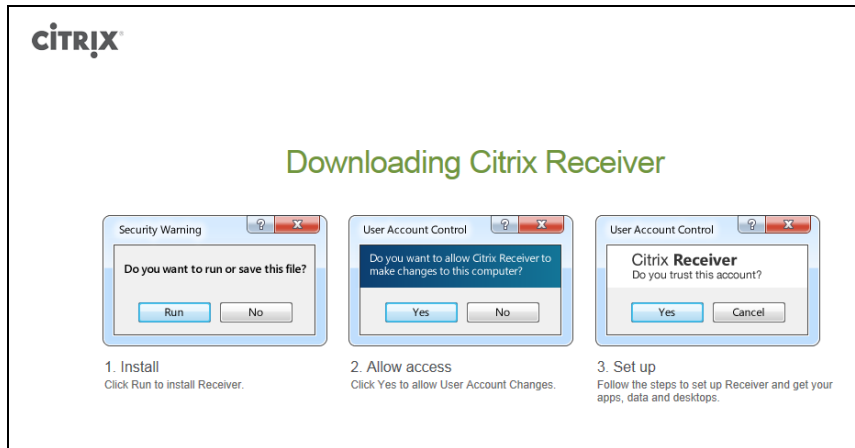 CİTRIX
Downloading Citrix Receiver
Security Warning
Do you want to run or save this file?
Run No
User Account Control
Do you want to allow Citrix Receiver to
make changes to this computer?
Yes No
User Account Control
Citrix Receiver
Do you trust this account?
Yes Cancel
1. Install
Click Run to install Receiver.
2. Allow access
Click Yes to allow User Account Changes.
3. Set up
Follow the steps to set up Receiver and get your
apps, data and desktops.